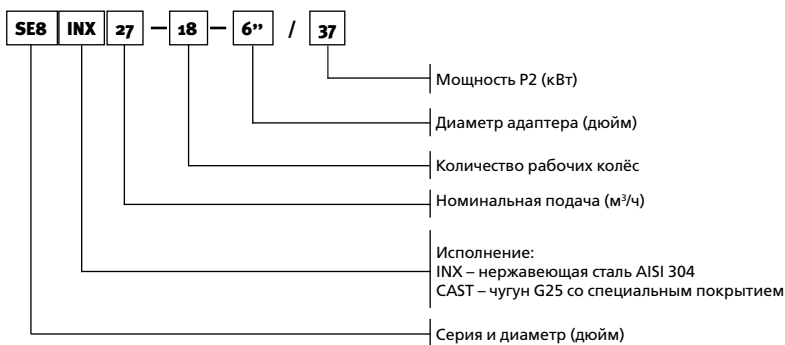 SE8 INX 27 – 18 – 6” / 37
Мощность P2 (кВт)
Диаметр адаптера (дюйм)
Количество рабочих колёс
Номинальная подача (м³/ч)
Исполнение:
INX – нержавеющая сталь AISI 304
CAST – чугун G25 со специальным покрытием
Серия и диаметр (дюйм)